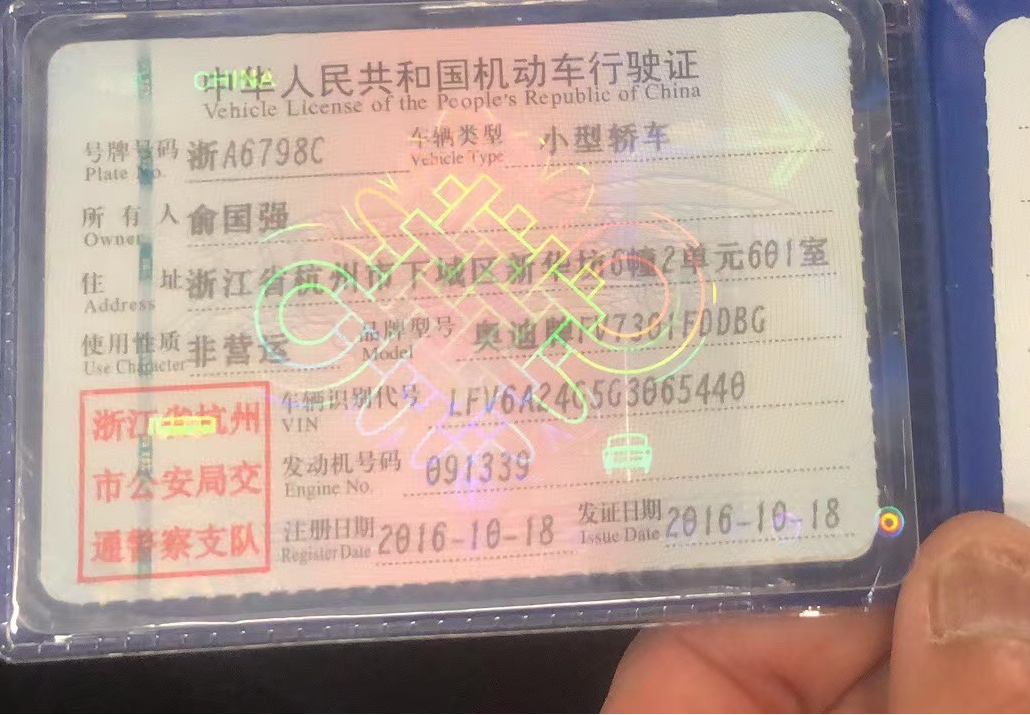 CHINA
中华人民共和国机动车行驶证
Vehicle License of the People's Republic of China
号牌号码 浙A6798C 车辆类型 小型轿车
Plate No. Vehicle Type
所有人 俞国强
Owner
住址 浙江省杭州市下城区新华坊6幢2单元601室
Address
使用性质 非营运 品牌型号 奥迪牌FV7301FDDBG
Use Character Model
浙江省杭州 车辆识别代号 LFV6A24G5G3065440
VIN
市公安局交 发动机号码 091339
Engine No.
通警察支队 注册日期 2016-10-18 发证日期 2016-10-18
Register Date Issue Date